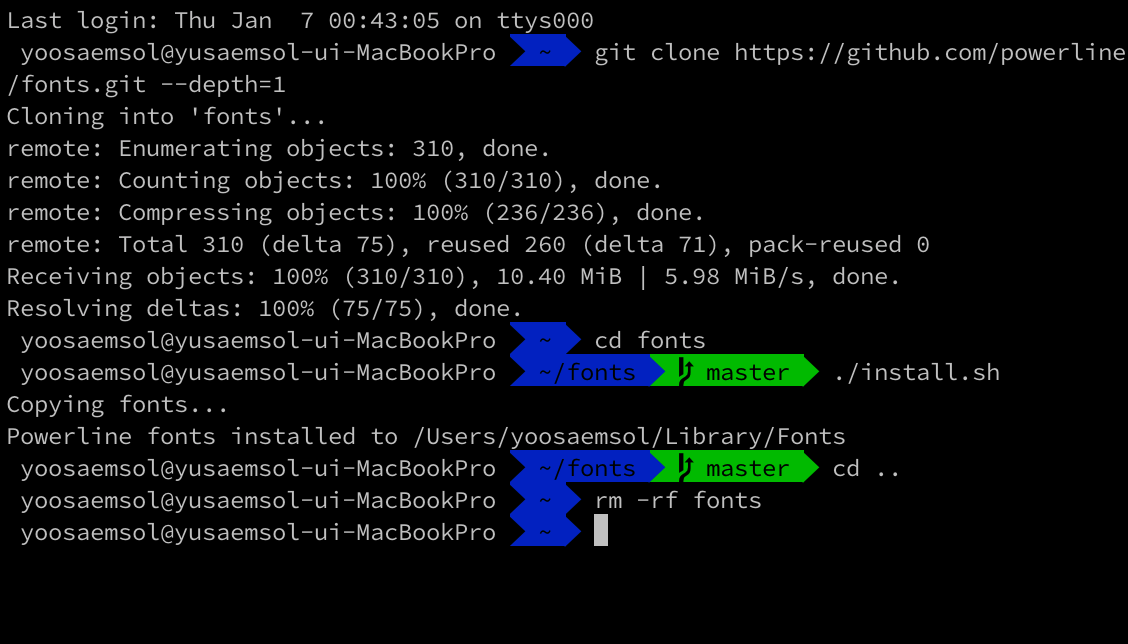 Last login: Thu Jan  7 00:43:05 on ttys000
yoosaemsol@yusaemsol-ui-MacBookPro ~ git clone https://github.com/powerline
/fonts.git --depth=1
Cloning into 'fonts'...
remote: Enumerating objects: 310, done.
remote: Counting objects: 100% (310/310), done.
remote: Compressing objects: 100% (236/236), done.
remote: Total 310 (delta 75), reused 260 (delta 71), pack-reused 0
Receiving objects: 100% (310/310), 10.40 MiB | 5.98 MiB/s, done.
Resolving deltas: 100% (75/75), done.
yoosaemsol@yusaemsol-ui-MacBookPro ~ cd fonts
yoosaemsol@yusaemsol-ui-MacBookPro ~/fonts master ./install.sh
Copying fonts...
Powerline fonts installed to /Users/yoosaemsol/Library/Fonts
yoosaemsol@yusaemsol-ui-MacBookPro ~/fonts master cd ..
yoosaemsol@yusaemsol-ui-MacBookPro ~ rm -rf fonts
yoosaemsol@yusaemsol-ui-MacBookPro ~